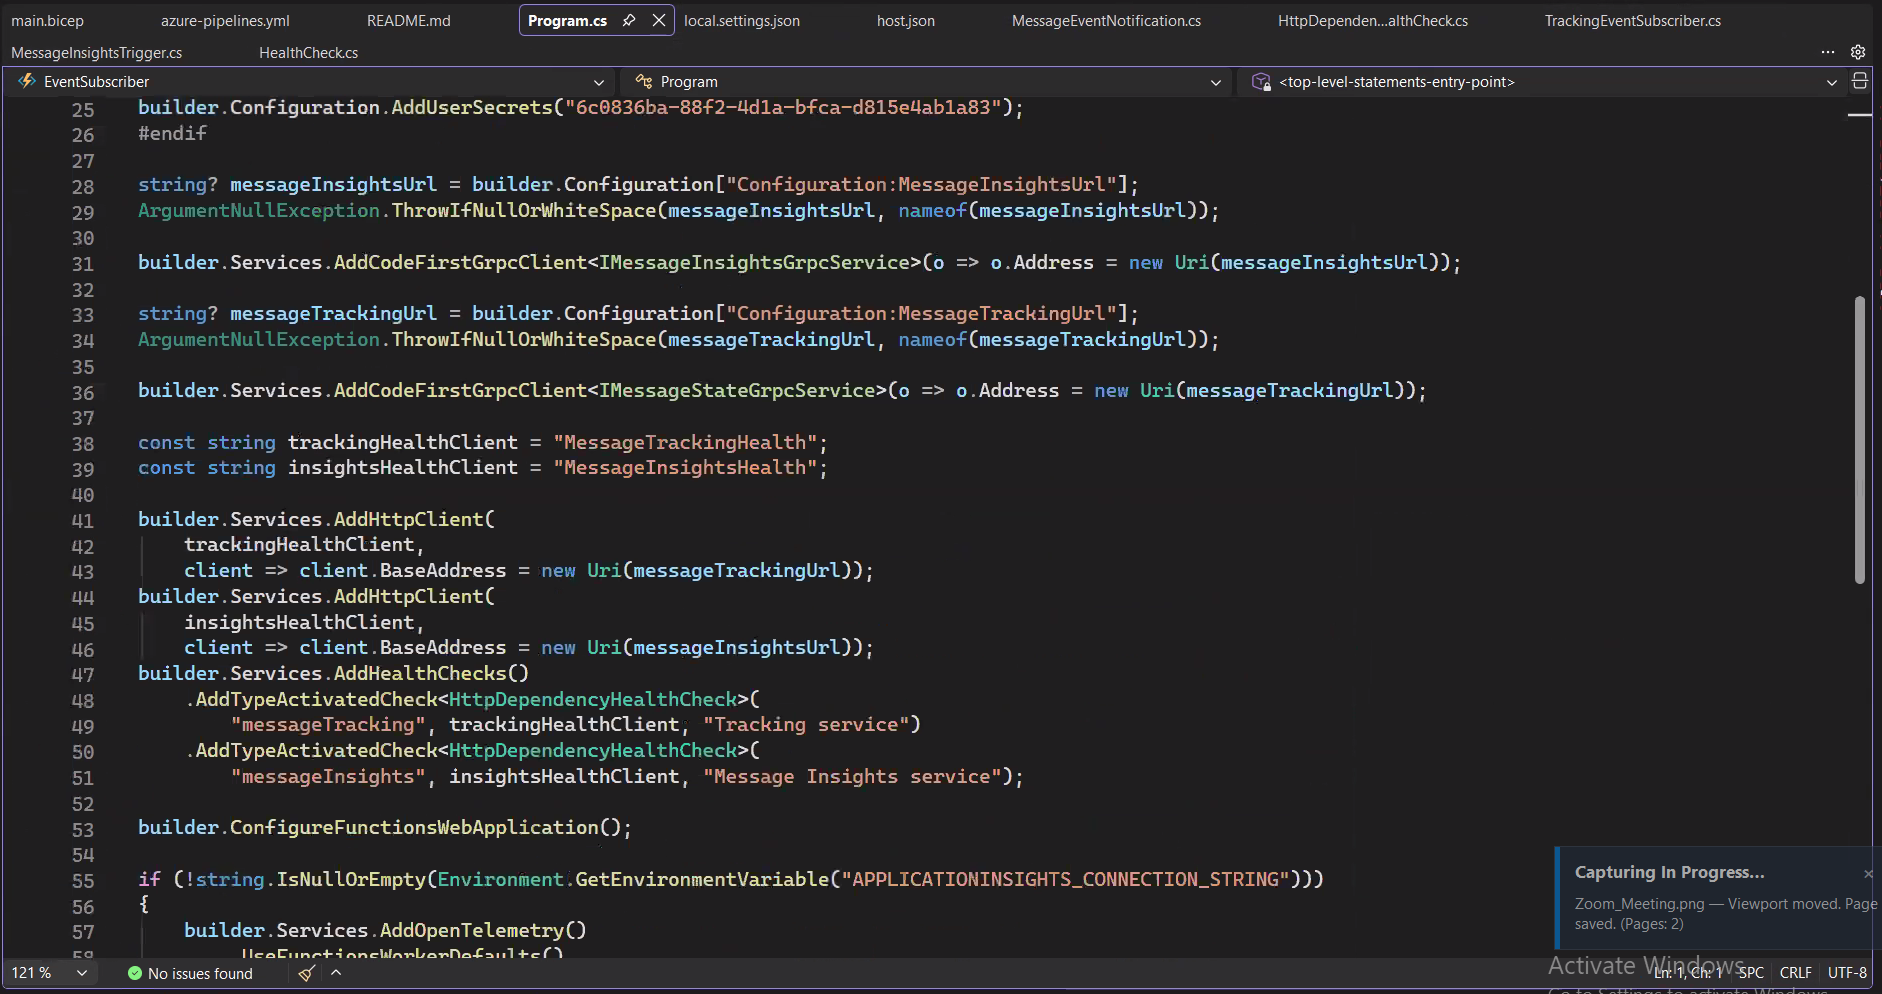 main.bicep azure-pipelines.yml README.md Program.cs local.settings.json host.json MessageEventNotification.cs HttpDependen...althCheck.cs TrackingEventSubscriber.cs
MessageInsightsTrigger.cs HealthCheck.cs
EventSubscriber Program <top-level-statements-entry-point>
25 builder.Configuration.AddUserSecrets("6c0836ba-88f2-4d1a-bfca-d815e4ab1a83");
26 #endif
27
28 string? messageInsightsUrl = builder.Configuration["Configuration:MessageInsightsUrl"];
29 ArgumentNullException.ThrowIfNullOrWhiteSpace(messageInsightsUrl, nameof(messageInsightsUrl));
30
31 builder.Services.AddCodeFirstGrpcClient<IMessageInsightsGrpcService>(o => o.Address = new Uri(messageInsightsUrl));
32
33 string? messageTrackingUrl = builder.Configuration["Configuration:MessageTrackingUrl"];
34 ArgumentNullException.ThrowIfNullOrWhiteSpace(messageTrackingUrl, nameof(messageTrackingUrl));
35
36 builder.Services.AddCodeFirstGrpcClient<IMessageStateGrpcService>(o => o.Address = new Uri(messageTrackingUrl));
37
38 const string trackingHealthClient = "MessageTrackingHealth";
39 const string insightsHealthClient = "MessageInsightsHealth";
40
41 builder.Services.AddHttpClient(
42 trackingHealthClient,
43 client => client.BaseAddress = new Uri(messageTrackingUrl));
44 builder.Services.AddHttpClient(
45 insightsHealthClient,
46 client => client.BaseAddress = new Uri(messageInsightsUrl));
47 builder.Services.AddHealthChecks()
48 .AddTypeActivatedCheck<HttpDependencyHealthCheck>(
49 "messageTracking", trackingHealthClient, "Tracking service")
50 .AddTypeActivatedCheck<HttpDependencyHealthCheck>(
51 "messageInsights", insightsHealthClient, "Message Insights service");
52
53 builder.ConfigureFunctionsWebApplication();
54
55 if (!string.IsNullOrEmpty(Environment.GetEnvironmentVariable("APPLICATIONINSIGHTS_CONNECTION_STRING")))
56 {
57 builder.Services.AddOpenTelemetry()
58 .UseFunctionsWorkerDefaults()
Capturing In Progress...
Zoom_Meeting.png — Viewport moved. Page
saved. (Pages: 2)
Activate Windows
121 % No issues found Ln: 1, Ch: 1 SPC CRLF UTF-8
Go to Settings to activate Windows.